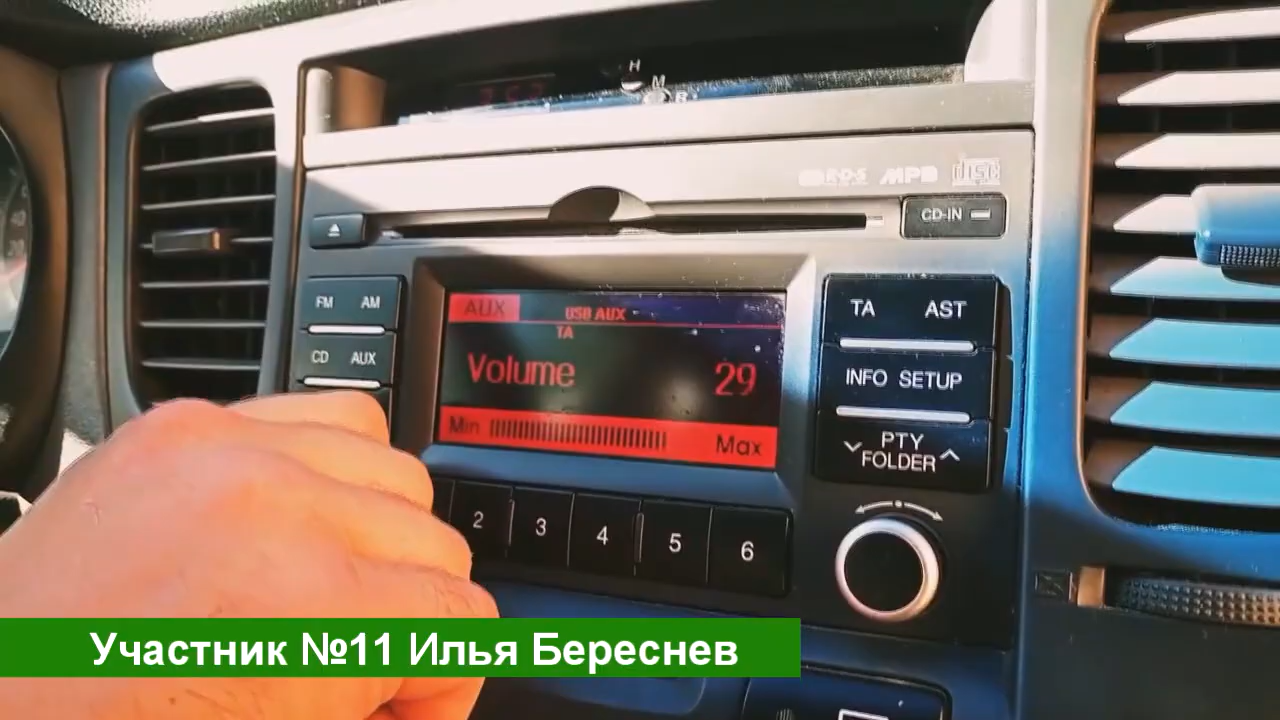 H
M
R
R·D·S MP3 DISC
CD-IN
FM AM
CD AUX
AUX USB AUX
TA
Volume 29
Min Max
TA AST
INFO SETUP
PTY
FOLDER
2 3 4 5 6
Участник №11 Илья Береснев